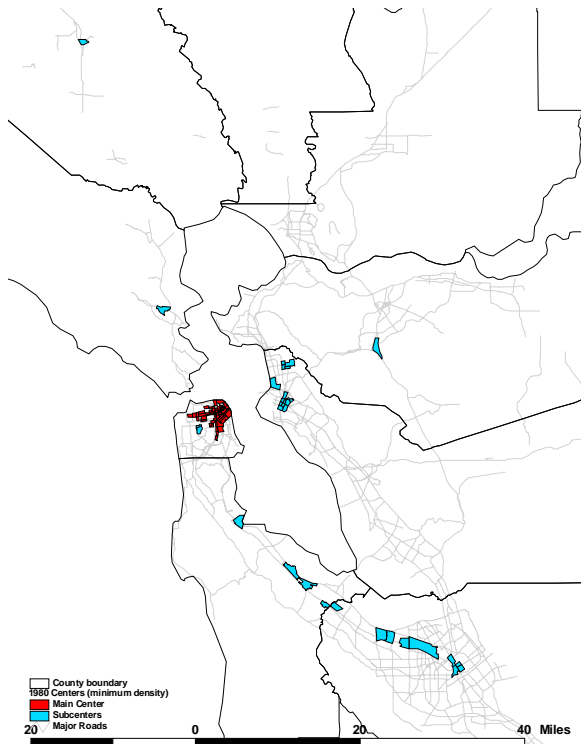 County boundary
1980 Centers (minimum density)
Main Center
Subcenters
Major Roads
20 0 20 40 Miles